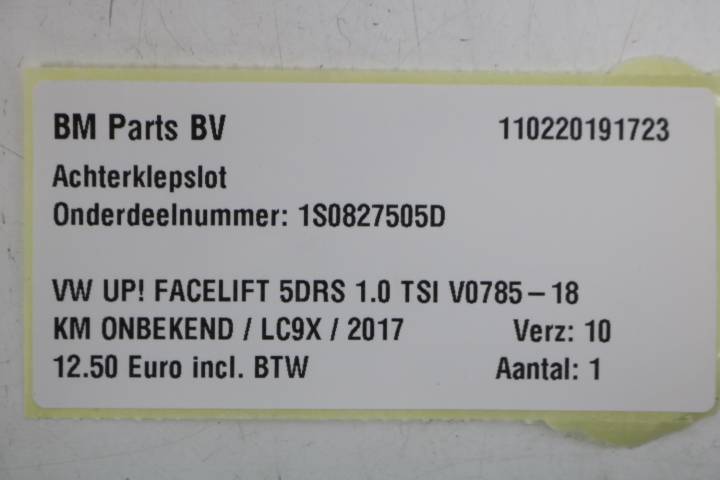 BM Parts BV 110220191723
Achterklepslot
Onderdeelnummer: 1S0827505D
VW UP! FACELIFT 5DRS 1.0 TSI V0785-18
KM ONBEKEND / LC9X / 2017 Verz: 10
12.50 Euro incl. BTW Aantal: 1